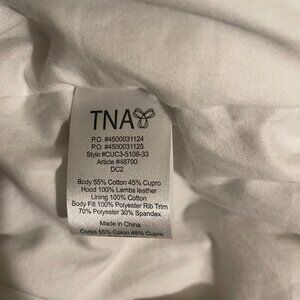 TNA
P.O. #4500031124
P.O. #4500031125
Style #CUC3-5108-33
Article #48700
DC2
Body 55% Cotton 45% Cupro
Hood 100% Lambs leather
Lining 100% Cotton
Body Fill 100% Polyester Rib Trim
70% Polyester 30% Spandex
Made in China
Corps 55% Coton 45% Cupro